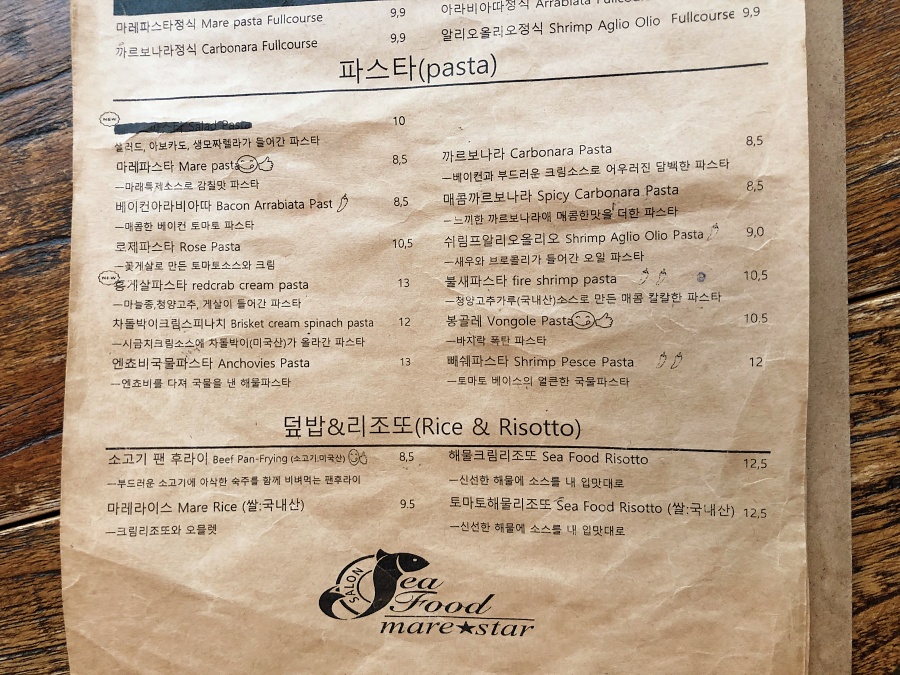 마레파스타정식 Mare pasta Fullcourse 9,9
까르보나라정식 Carbonara Fullcourse 9,9
아라비아따정식 Arrabiata
알리오올리오정식 Shrimp Aglio Olio Fullcourse 9,9
파스타(pasta)
NEW
Salad Pasta 10
샐러드, 아보카도, 생모짜렐라가 들어간 파스타
마레파스타 Mare pasta 8,5
—마래특제소스로 감칠맛 파스타
베이컨아라비아따 Bacon Arrabiata Past 8,5
—매콤한 베이컨 토마토 파스타
로제파스타 Rose Pasta 10,5
—꽃게살로 만든 토마토소스와 크림
NEW
홍게살파스타 redcrab cream pasta 13
—마늘종,청양고추, 게살이 들어간 파스타
차돌박이크림스피나치 Brisket cream spinach pasta 12
—시금치크림소스에 차돌박이(미국산)가 올라간 파스타
엔쵸비국물파스타 Anchovies Pasta 13
—엔쵸비를 다져 국물을 낸 해물파스타
까르보나라 Carbonara Pasta 8,5
—베이컨과 부드러운 크림소스로 어우러진 담백한 파스타
매콤까르보나라 Spicy Carbonara Pasta 8,5
—느끼한 까르보나라애 매콤한맛을 더한 파스타
쉬림프알리오올리오 Shrimp Aglio Olio Pasta 9,0
—새우와 브로콜리가 들어간 오일 파스타
불새파스타 fire shrimp pasta 10,5
—청양고추가루(국내산)소스로 만든 매콤 칼칼한 파스타
봉골레 Vongole Pasta 10,5
—바지락 폭탄 파스타
빼쉐파스타 Shrimp Pesce Pasta 12
—토마토 베이스의 얼큰한 국물파스타
덮밥&리조또(Rice & Risotto)
소고기 팬 후라이 Beef Pan-Frying (소고기:미국산) 8,5
—부드러운 소고기에 아삭한 숙주를 함께 비벼먹는 팬후라이
마레라이스 Mare Rice (쌀:국내산) 9.5
—크림리조또와 오믈렛
해물크림리조또 Sea Food Risotto 12,5
—신선한 해물에 소스를 내 입맛대로
토마토해물리조또 Sea Food Risotto (쌀:국내산) 12,5
—신선한 해물에 소스를 내 입맛대로
SALON
Sea
Food
mare★star